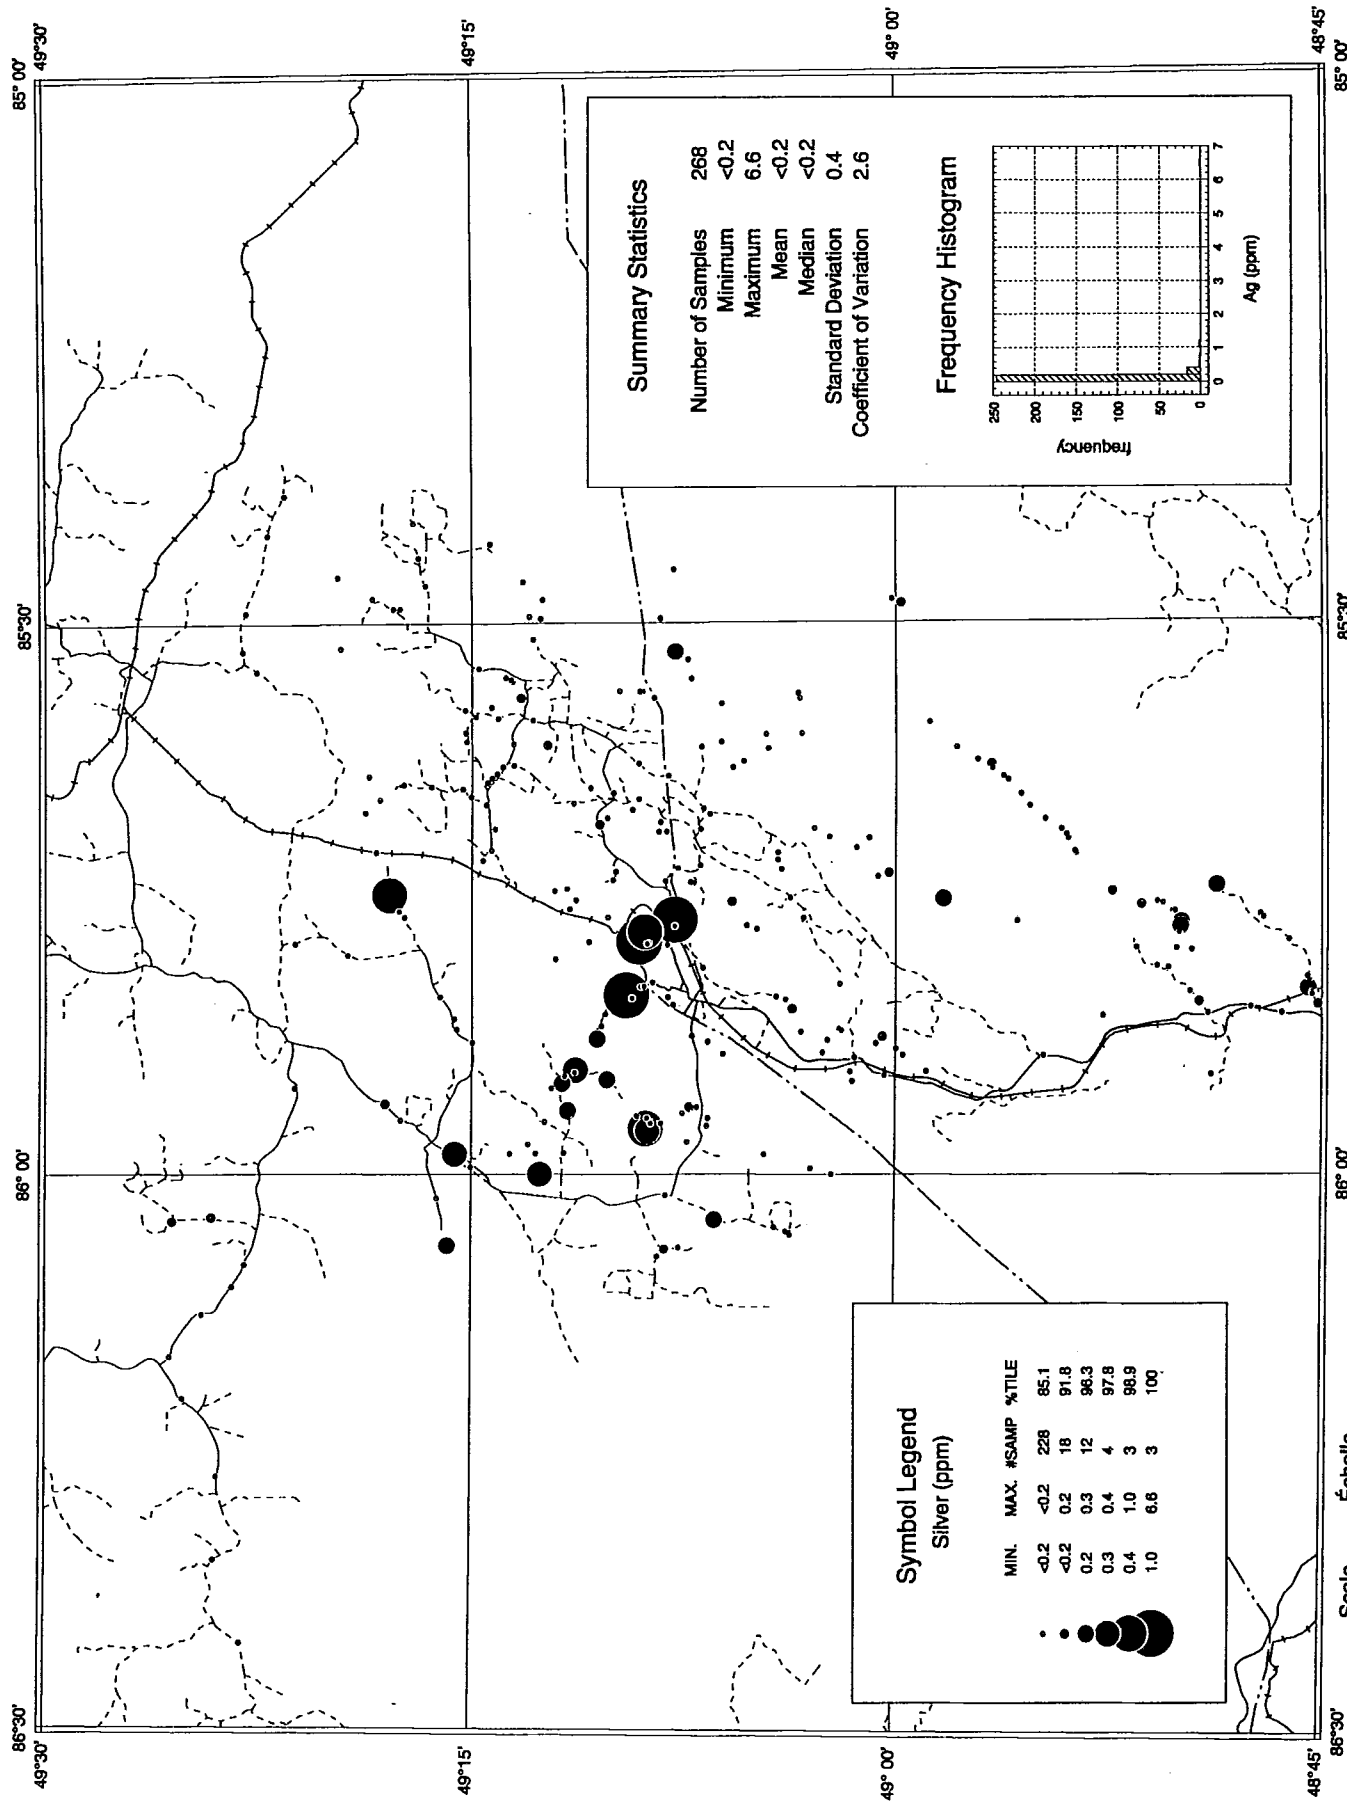 86°30'
86° 00'
85°30'
85° 00'
49°30'
49°30'
49°15'
49°15'
49° 00'
49° 00'
48°45'
48°45'
86°30'
86° 00'
85°30'
85° 00'
Symbol Legend
Silver (ppm)
MIN. MAX. #SAMP %TILE
<0.2 <0.2 228 85.1
<0.2 0.2 18 91.8
0.2 0.3 12 96.3
0.3 0.4 4 97.8
0.4 1.0 3 98.9
1.0 6.6 3 100
Summary Statistics
Number of Samples 268
Minimum <0.2
Maximum 6.6
Mean <0.2
Median <0.2
Standard Deviation 0.4
Coefficient of Variation 2.6
Frequency Histogram
frequency
250
200
150
100
50
0
0 1 2 3 4 5 6 7
Ag (ppm)
Scale Échelle